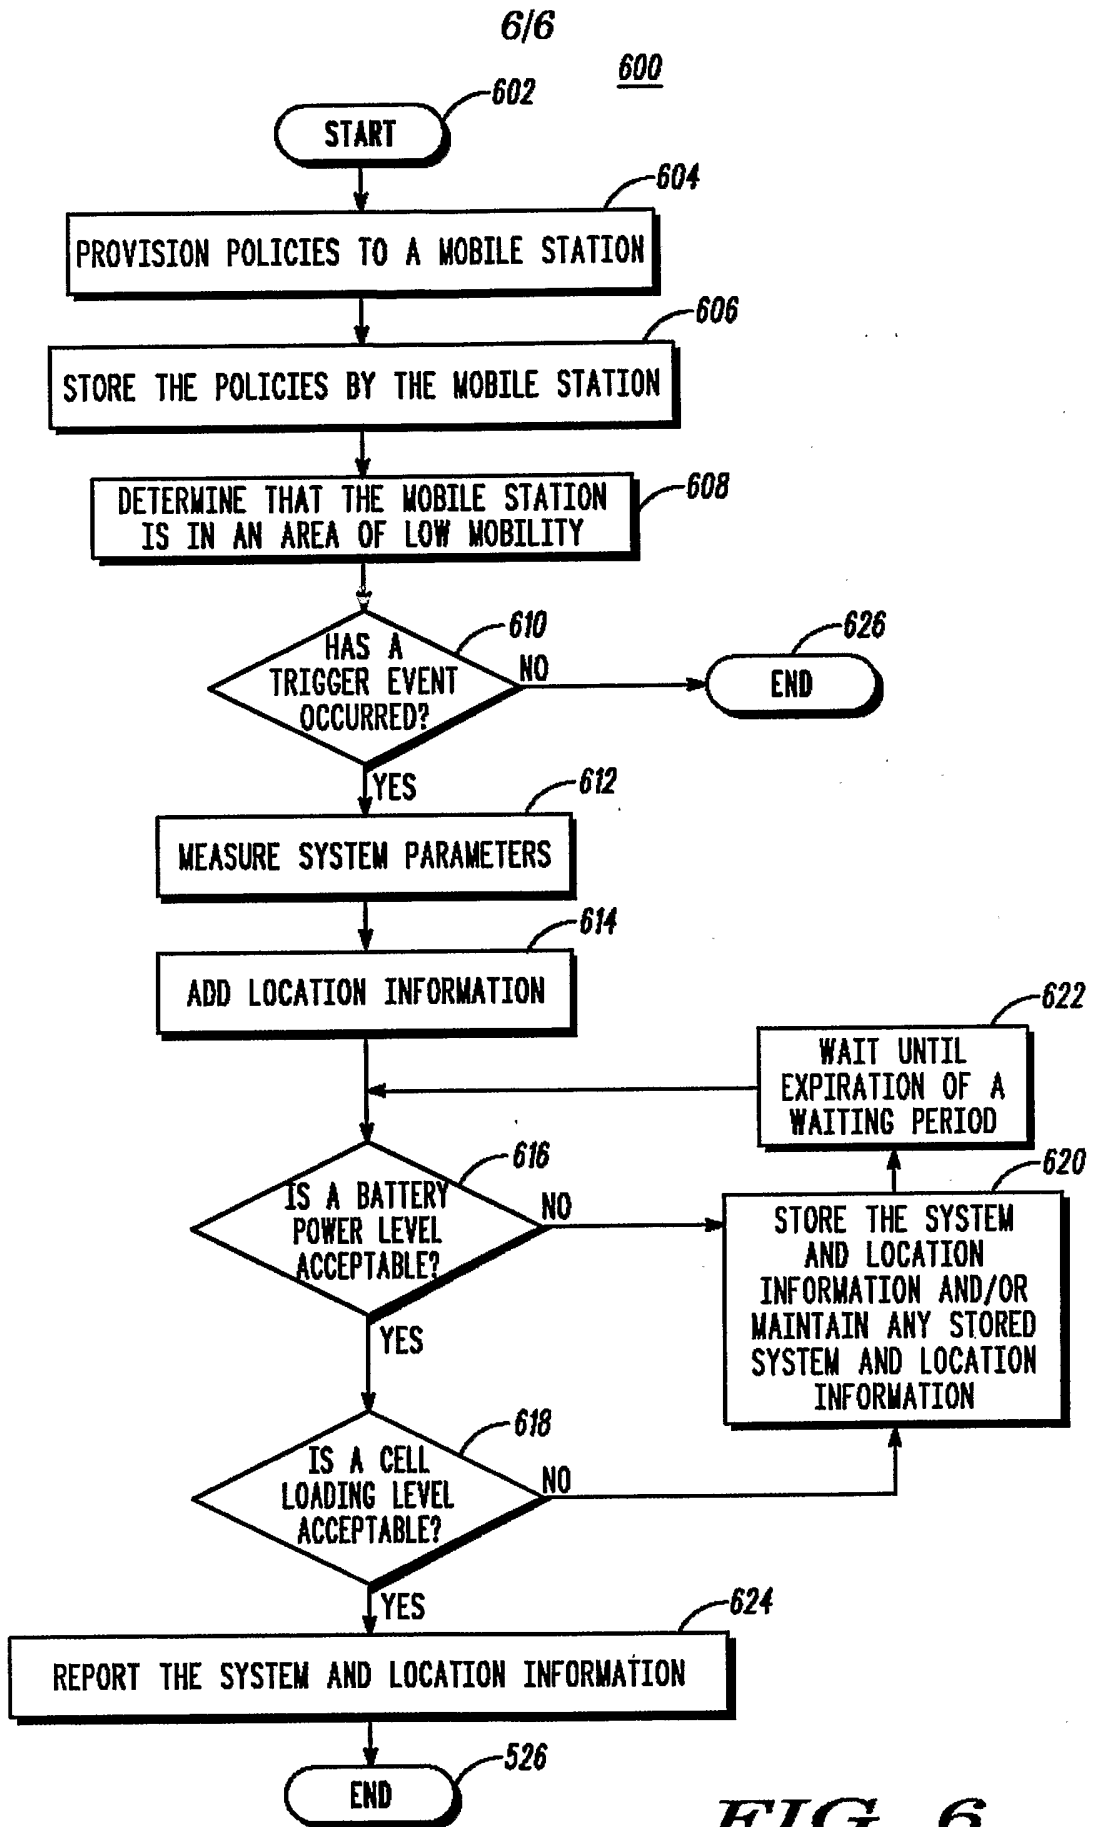 6/6
600
602
START
604
PROVISION POLICIES TO A MOBILE STATION
606
STORE THE POLICIES BY THE MOBILE STATION
608
DETERMINE THAT THE MOBILE STATION
IS IN AN AREA OF LOW MOBILITY
610
HAS A
TRIGGER EVENT
OCCURRED?
NO
626
END
YES
612
MEASURE SYSTEM PARAMETERS
614
ADD LOCATION INFORMATION
622
WAIT UNTIL
EXPIRATION OF A
WAITING PERIOD
616
IS A BATTERY
POWER LEVEL
ACCEPTABLE?
NO
620
STORE THE SYSTEM
AND LOCATION
INFORMATION AND/OR
MAINTAIN ANY STORED
SYSTEM AND LOCATION
INFORMATION
YES
618
IS A CELL
LOADING LEVEL
ACCEPTABLE?
NO
YES
624
REPORT THE SYSTEM AND LOCATION INFORMATION
526
END
FIG. 6